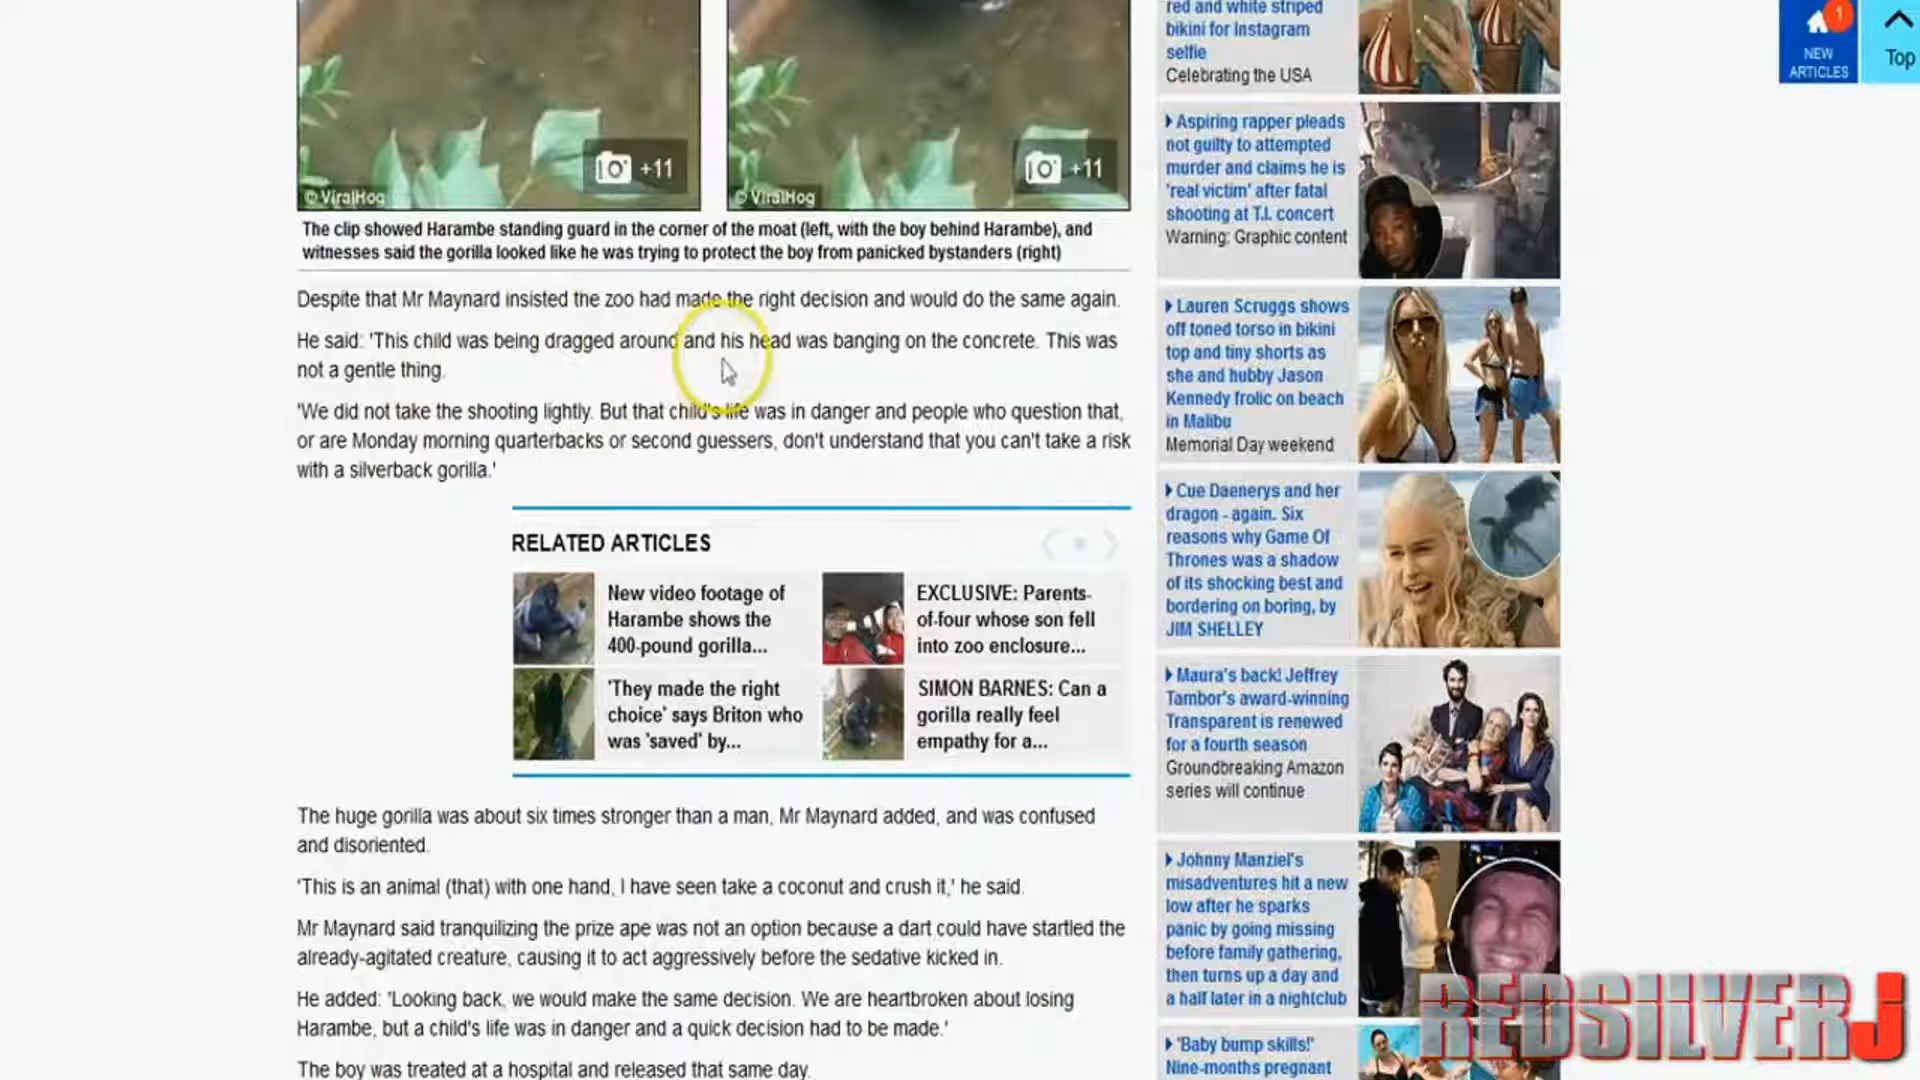 +11
+11
© ViralHog
© ViralHog
The clip showed Harambe standing guard in the corner of the moat (left, with the boy behind Harambe), and
witnesses said the gorilla looked like he was trying to protect the boy from panicked bystanders (right)
Despite that Mr Maynard insisted the zoo had made the right decision and would do the same again.
He said: 'This child was being dragged around and his head was banging on the concrete. This was
not a gentle thing.
'We did not take the shooting lightly. But that child's life was in danger and people who question that,
or are Monday morning quarterbacks or second guessers, don't understand that you can't take a risk
with a silverback gorilla.'
RELATED ARTICLES
New video footage of
Harambe shows the
400-pound gorilla...
EXCLUSIVE: Parents-
of-four whose son fell
into zoo enclosure...
'They made the right
choice' says Briton who
was 'saved' by...
SIMON BARNES: Can a
gorilla really feel
empathy for a...
The huge gorilla was about six times stronger than a man, Mr Maynard added, and was confused
and disoriented.
'This is an animal (that) with one hand, I have seen take a coconut and crush it,' he said.
Mr Maynard said tranquilizing the prize ape was not an option because a dart could have startled the
already-agitated creature, causing it to act aggressively before the sedative kicked in.
He added: 'Looking back, we would make the same decision. We are heartbroken about losing
Harambe, but a child's life was in danger and a quick decision had to be made.'
The boy was treated at a hospital and released that same day.
red and white striped
bikini for Instagram
selfie
Celebrating the USA
Aspiring rapper pleads
not guilty to attempted
murder and claims he is
'real victim' after fatal
shooting at T.I. concert
Warning: Graphic content
Lauren Scruggs shows
off toned torso in bikini
top and tiny shorts as
she and hubby Jason
Kennedy frolic on beach
in Malibu
Memorial Day weekend
Cue Daenerys and her
dragon - again. Six
reasons why Game Of
Thrones was a shadow
of its shocking best and
bordering on boring, by
JIM SHELLEY
Maura's back! Jeffrey
Tambor's award-winning
Transparent is renewed
for a fourth season
Groundbreaking Amazon
series will continue
Johnny Manziel's
misadventures hit a new
low after he sparks
panic by going missing
before family gathering,
then turns up a day and
a half later in a nightclub
'Baby bump skills!'
Nine-months pregnant
1
NEW
ARTICLES
Top
REDSILVERJ